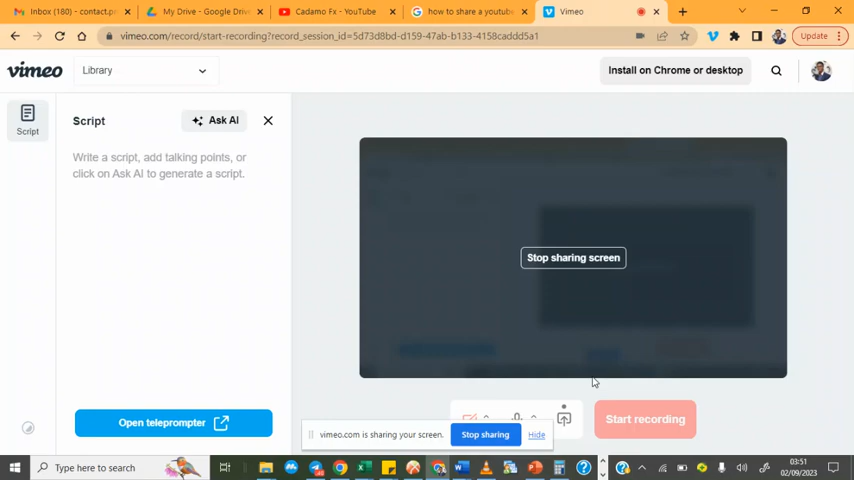 Inbox (180) - contact.pr
My Drive - Google Driv
Cadamo Fx - YouTube
how to share a youtube
Vimeo
vimeo.com/record/start-recording?record_session_id=5d73d8bd-d159-47ab-b133-4158caddd5a1
Update
vimeo
Library
Install on Chrome or desktop
Script
Script
Ask AI
Write a script, add talking points, or
click on Ask AI to generate a script.
Stop sharing screen
Open teleprompter
Start recording
vimeo.com is sharing your screen.
Stop sharing
Hide
Type here to search
03:51
02/09/2023